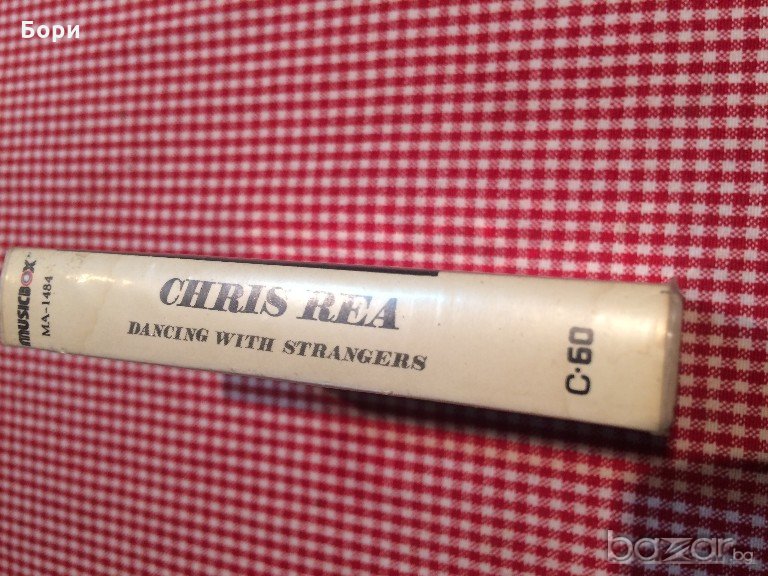 Бори
MUSICBOX
MA-1484
CHRIS REA
DANCING WITH STRANGERS
C·60
bazar.bg